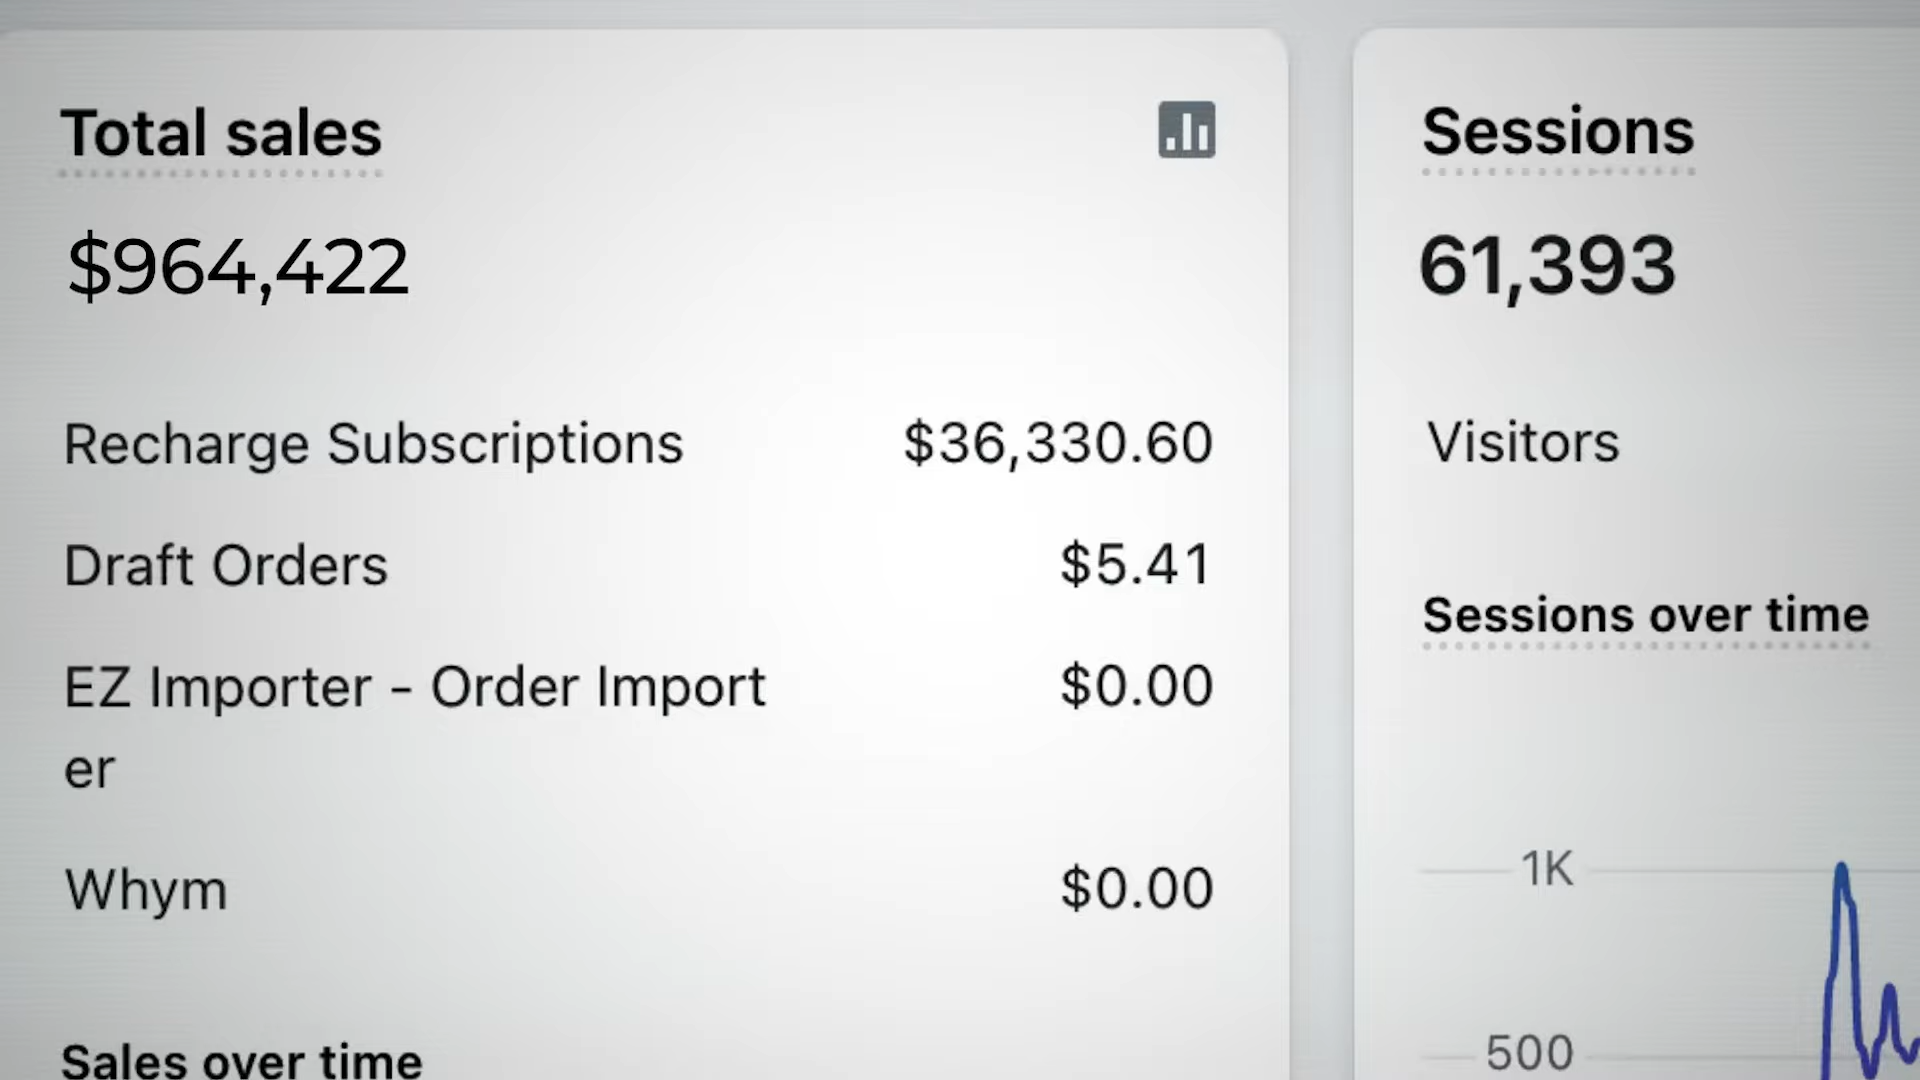 Total sales
$964,422
Recharge Subscriptions $36,330.60
Draft Orders $5.41
EZ Importer - Order Import $0.00
er
Whym $0.00
Sales over time
Sessions
61,393
Visitors
Sessions over time
1K
500